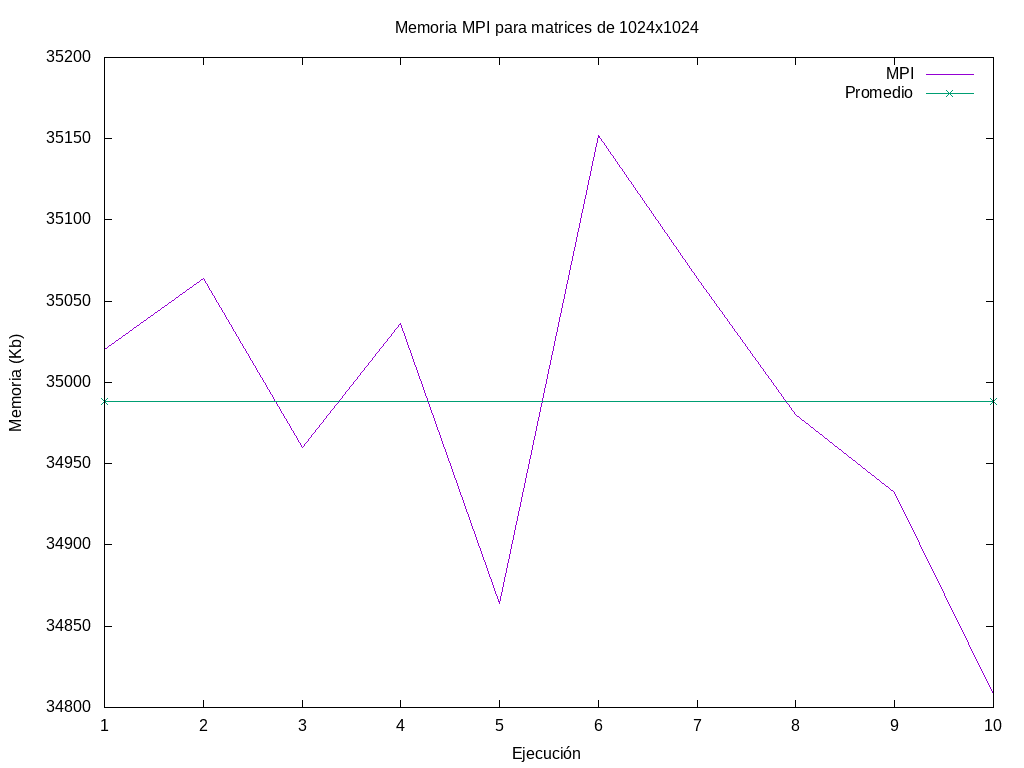 Memoria MPI para matrices de 1024x1024
35200
35150
35100
35050
35000
34950
34900
34850
34800
Memoria (Kb)
MPI
Promedio
1 2 3 4 5 6 7 8 9 10
Ejecución